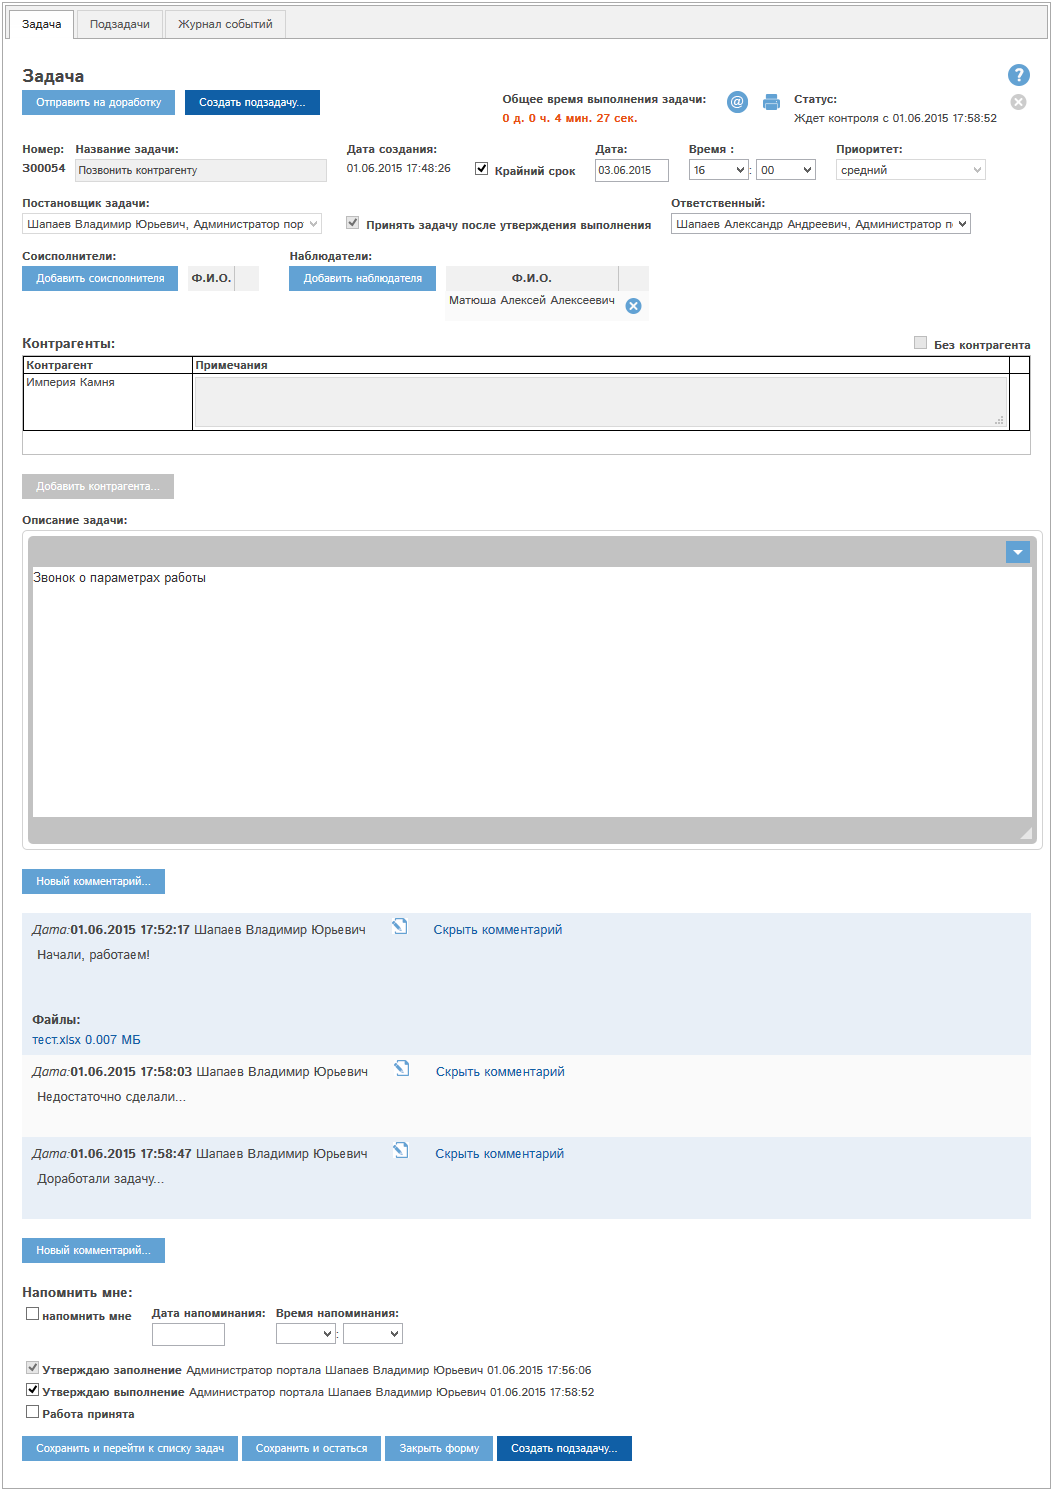 Задача Подзадачи Журнал событий
Задача
Отправить на доработку Создать подзадачу...
Общее время выполнения задачи:
0 д. 0 ч. 4 мин. 27 сек.
@
Статус:
Ждет контроля с 01.06.2015 17:58:52
?
Номер: Название задачи: Дата создания: Дата: Время : Приоритет:
З00054 Позвонить контрагенту 01.06.2015 17:48:26 Крайний срок 03.06.2015 16 : 00 средний
Постановщик задачи: Ответственный:
Шапаев Владимир Юрьевич, Администратор пор Принять задачу после утверждения выполнения Шапаев Александр Андреевич, Администратор п
Соисполнители: Наблюдатели:
Добавить соисполнителя Ф.И.О. Добавить наблюдателя Ф.И.О.
Матюша Алексей Алексеевич
Контрагенты: Без контрагента
Контрагент Примечания
Империя Камня
Добавить контрагента...
Описание задачи:
Звонок о параметрах работы
Новый комментарий...
Дата:01.06.2015 17:52:17 Шапаев Владимир Юрьевич Скрыть комментарий
Начали, работаем!
Файлы:
тест.xlsx 0.007 МБ
Дата:01.06.2015 17:58:03 Шапаев Владимир Юрьевич Скрыть комментарий
Недостаточно сделали...
Дата:01.06.2015 17:58:47 Шапаев Владимир Юрьевич Скрыть комментарий
Доработали задачу...
Новый комментарий...
Напомнить мне:
напомнить мне Дата напоминания: Время напоминания:
:
Утверждаю заполнение Администратор портала Шапаев Владимир Юрьевич 01.06.2015 17:56:06
Утверждаю выполнение Администратор портала Шапаев Владимир Юрьевич 01.06.2015 17:58:52
Работа принята
Сохранить и перейти к списку задач Сохранить и остаться Закрыть форму Создать подзадачу...